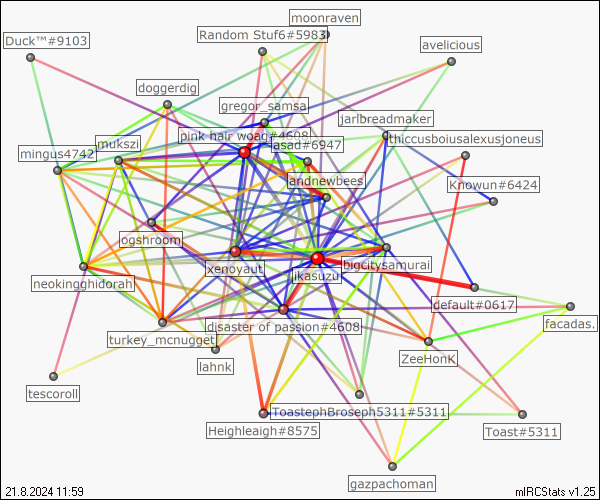 moonraven
Duck™#9103
Random Stuf6#5983
avelicious
doggerdig
gregor_samsa
jarlbreadmaker
pink hair woag#4608
thiccusboiusalexusjoneus
mukszi
asad#6947
mingus4742
andnewbees
Knowun#6424
ogshroom
xenoyaut
bigcitysamurai
jikasuzu
neokingghidorah
default#0617
facadas.
disaster of passion#4608
turkey_mcnugget
ZeeHonK
lahnk
tescoroll
ToastephBroseph5311#5311
Heighleaigh#8575
Toast#5311
gazpachoman
21.8.2024 11:59
mIRCStats v1.25